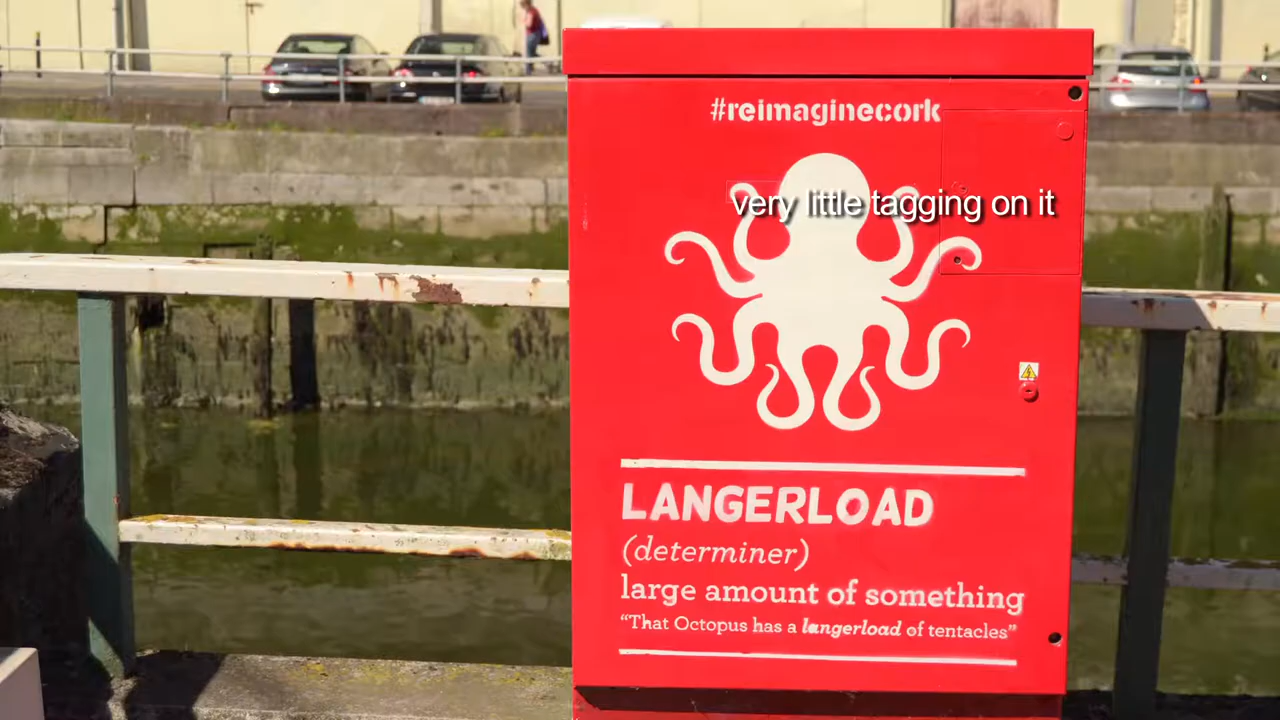 #reimaginecork
very little tagging on it
LANGERLOAD
(determiner)
large amount of something
“That Octopus has a langerload of tentacles”